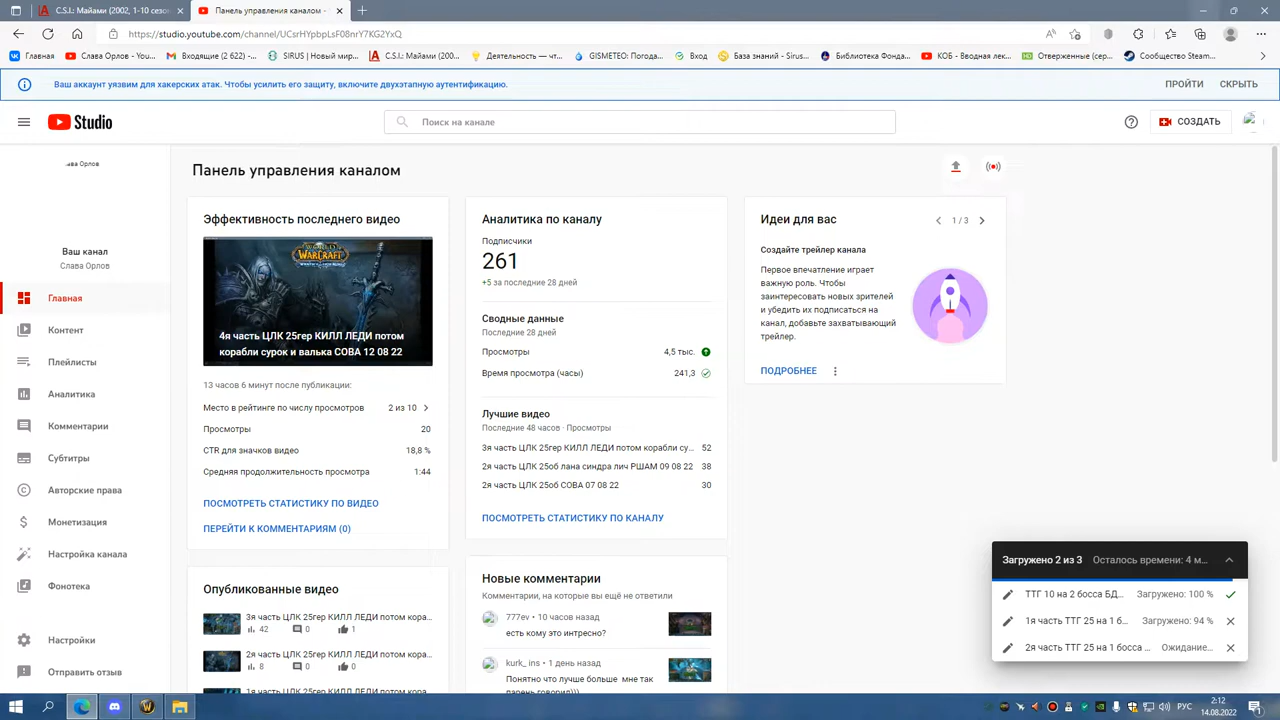 C.S.I.: Майами (2002, 1-10 сезон
Панель управления каналом -
https://studio.youtube.com/channel/UCsrHYpbpLsF08nrY7KG2YxQ
Главная
Слава Орлов - You...
Входящие (2 622) -...
SIRUS | Новый...
C.S.I.: Майами (200...
Деятельность — чт...
GISMETEO: Погода...
Вход
База знаний - Sirus...
Библиотека Фонда...
КОБ - Вводная лек...
Отверженные (сер...
Сообщество Steam...
Ваш аккаунт уязвим для хакерских атак. Чтобы усилить его защиту, включите двухэтапную аутентификацию.
ПРОЙТИ
СКРЫТЬ
Studio
Поиск на канале
СОЗДАТЬ
Слава Орлов
Ваш канал
Слава Орлов
Главная
Контент
Плейлисты
Аналитика
Комментарии
Субтитры
Авторские права
Монетизация
Настройка канала
Фонотека
Настройки
Отправить отзыв
Панель управления каналом
Эффективность последнего видео
WARCRAFT
4я часть ЦЛК 25гер КИЛЛ ЛЕДИ потом
корабли сурок и валька СОВА 12 08 22
13 часов 6 минут после публикации:
Место в рейтинге по числу просмотров 2 из 10
Просмотры 20
CTR для значков видео 18,8 %
Средняя продолжительность просмотра 1:44
ПОСМОТРЕТЬ СТАТИСТИКУ ПО ВИДЕО
ПЕРЕЙТИ К КОММЕНТАРИЯМ (0)
Опубликованные видео
3я часть ЦЛК 25гер КИЛЛ ЛЕДИ потом кора...
42 0 1
2я часть ЦЛК 25гер КИЛЛ ЛЕДИ потом кора...
8 0 0
1я часть ЦЛК 25гер КИЛЛ ЛЕДИ потом кора...
Аналитика по каналу
Подписчики
261
+5 за последние 28 дней
Сводные данные
Последние 28 дней
Просмотры 4,5 тыс.
Время просмотра (часы) 241,3
Лучшие видео
Последние 48 часов · Просмотры
3я часть ЦЛК 25гер КИЛЛ ЛЕДИ потом корабли су... 52
2я часть ЦЛК 25об лана синдра лич РШАМ 09 08 22 38
2я часть ЦЛК 25об СОВА 07 08 22 30
ПОСМОТРЕТЬ СТАТИСТИКУ ПО КАНАЛУ
Новые комментарии
Комментарии, на которые вы ещё не ответили
777ev • 10 часов назад
есть кому это интресно?
kurk_ ins • 1 день назад
Понятно что лучше больше мне так
парень говорил)))
Идеи для вас
1 / 3
Создайте трейлер канала
Первое впечатление играет
важную роль. Чтобы
заинтересовать новых зрителей
и убедить их подписаться на
канал, добавьте захватывающий
трейлер.
ПОДРОБНЕЕ
Загружено 2 из 3 Осталось времени: 4 м...
ТТГ 10 на 2 босса БД... Загружено: 100 %
1я часть ТТГ 25 на 1 б... Загружено: 94 %
2я часть ТТГ 25 на 1 босса ... Ожидание...
РУС
2:12
14.08.2022